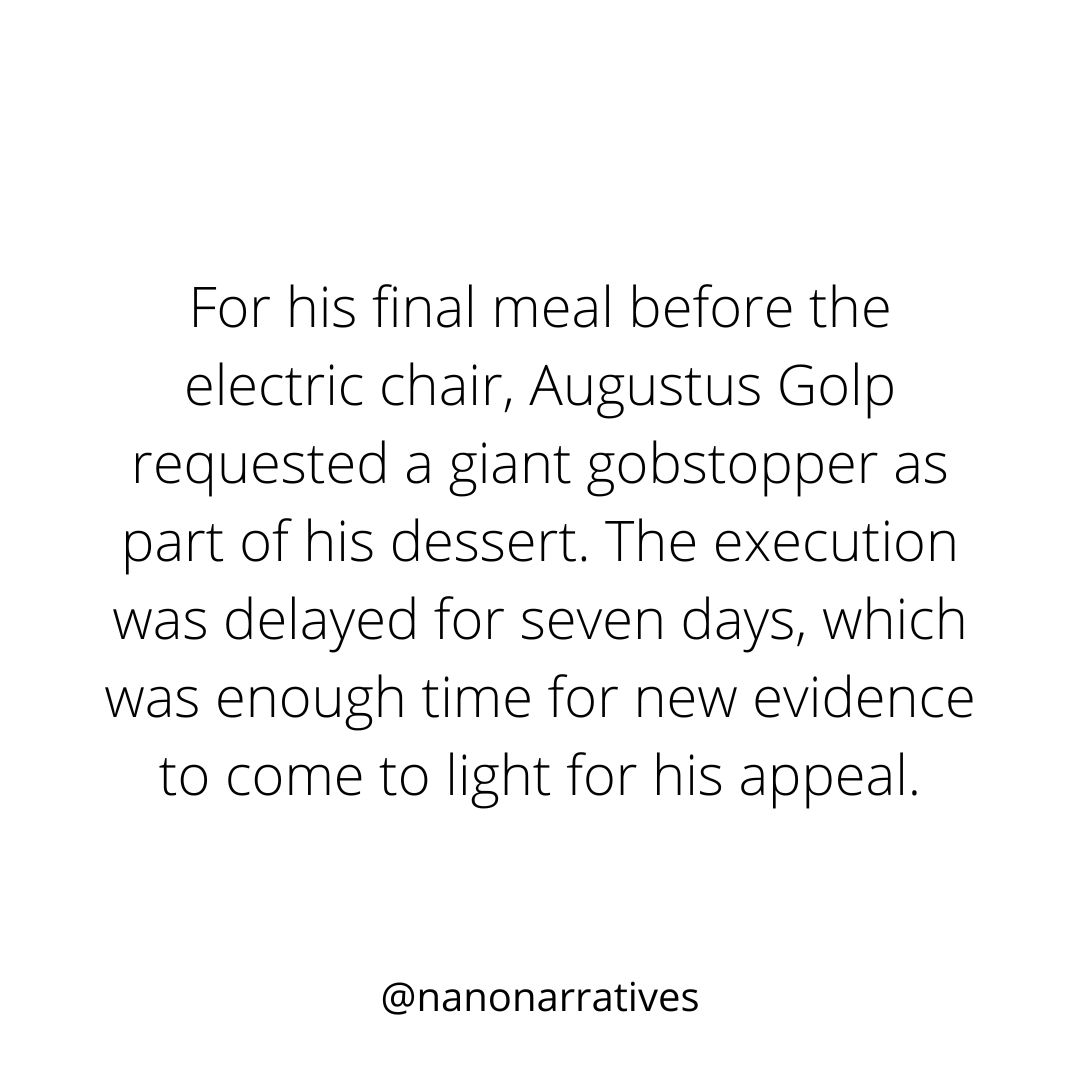 For his final meal before the
electric chair, Augustus Golp
requested a giant gobstopper as
part of his dessert. The execution
was delayed for seven days, which
was enough time for new evidence
to come to light for his appeal.
@nanonarratives